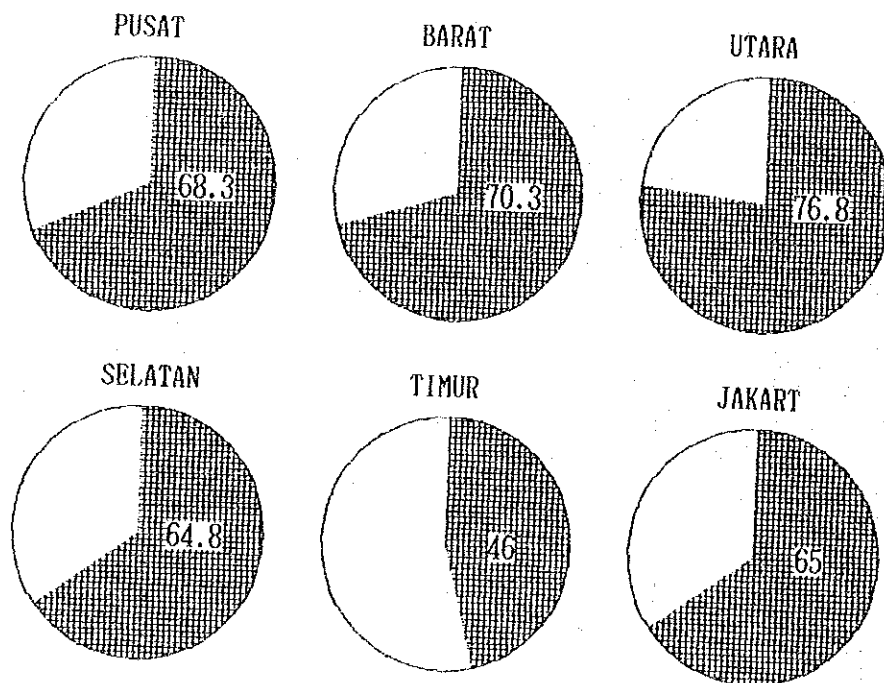 PUSAT
BARAT
UTARA
68.3
70.3
76.8
SELATAN
TIMUR
JAKART
64.8
46
65